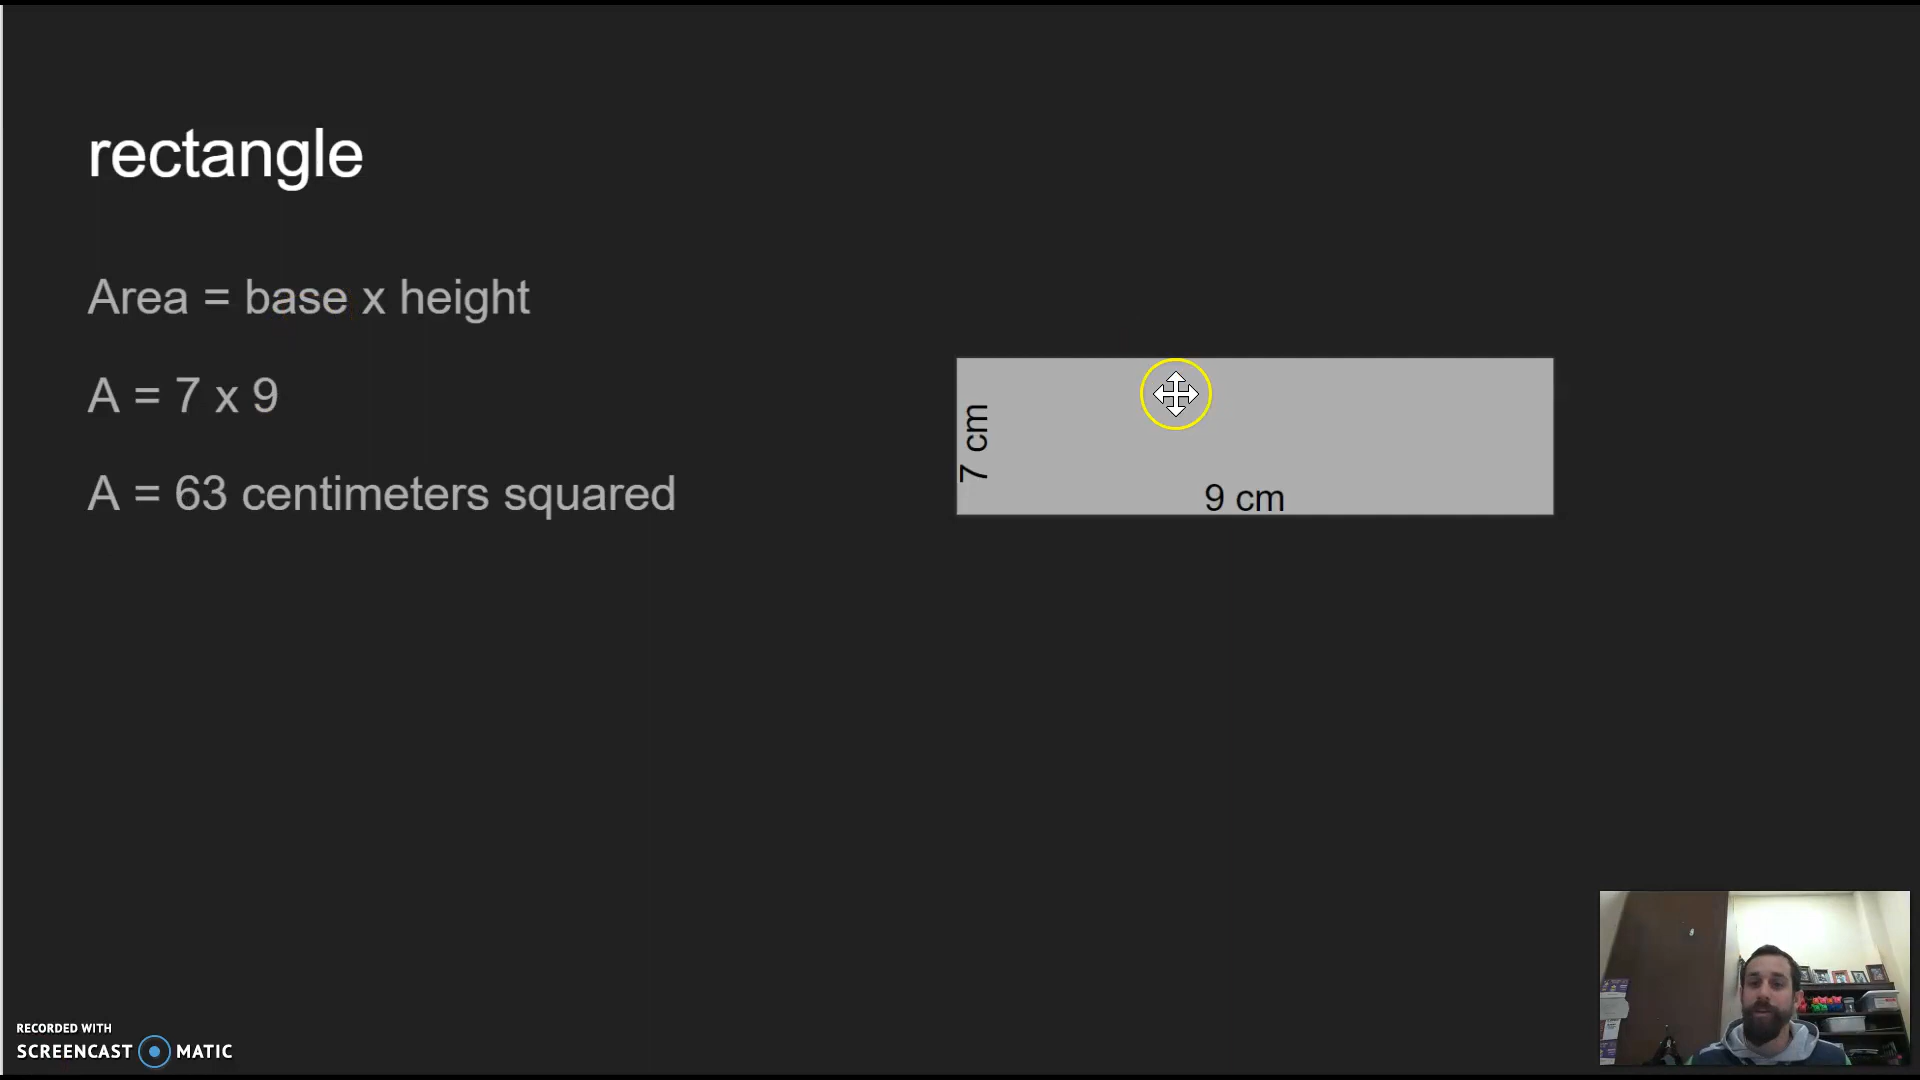 rectangle
Area = base x height
A = 7 x 9
A = 63 centimeters squared
7 cm
9 cm
RECORDED WITH
SCREENCAST MATIC